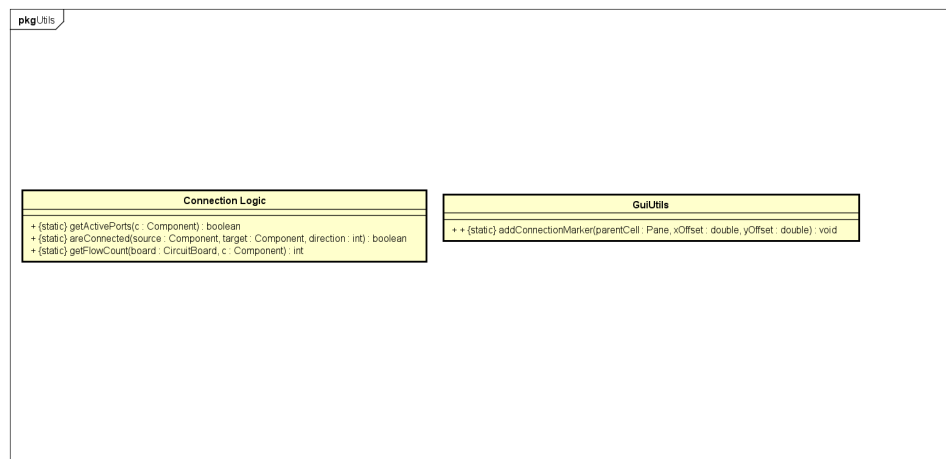 pkgUtils
Connection Logic
+ {static} getActivePorts(c : Component) : boolean
+ {static} areConnected(source : Component, target : Component, direction : int) : boolean
+ {static} getFlowCount(board : CircuitBoard, c : Component) : int
GuiUtils
+ + {static} addConnectionMarker(parentCell : Pane, xOffset : double, yOffset : double) : void